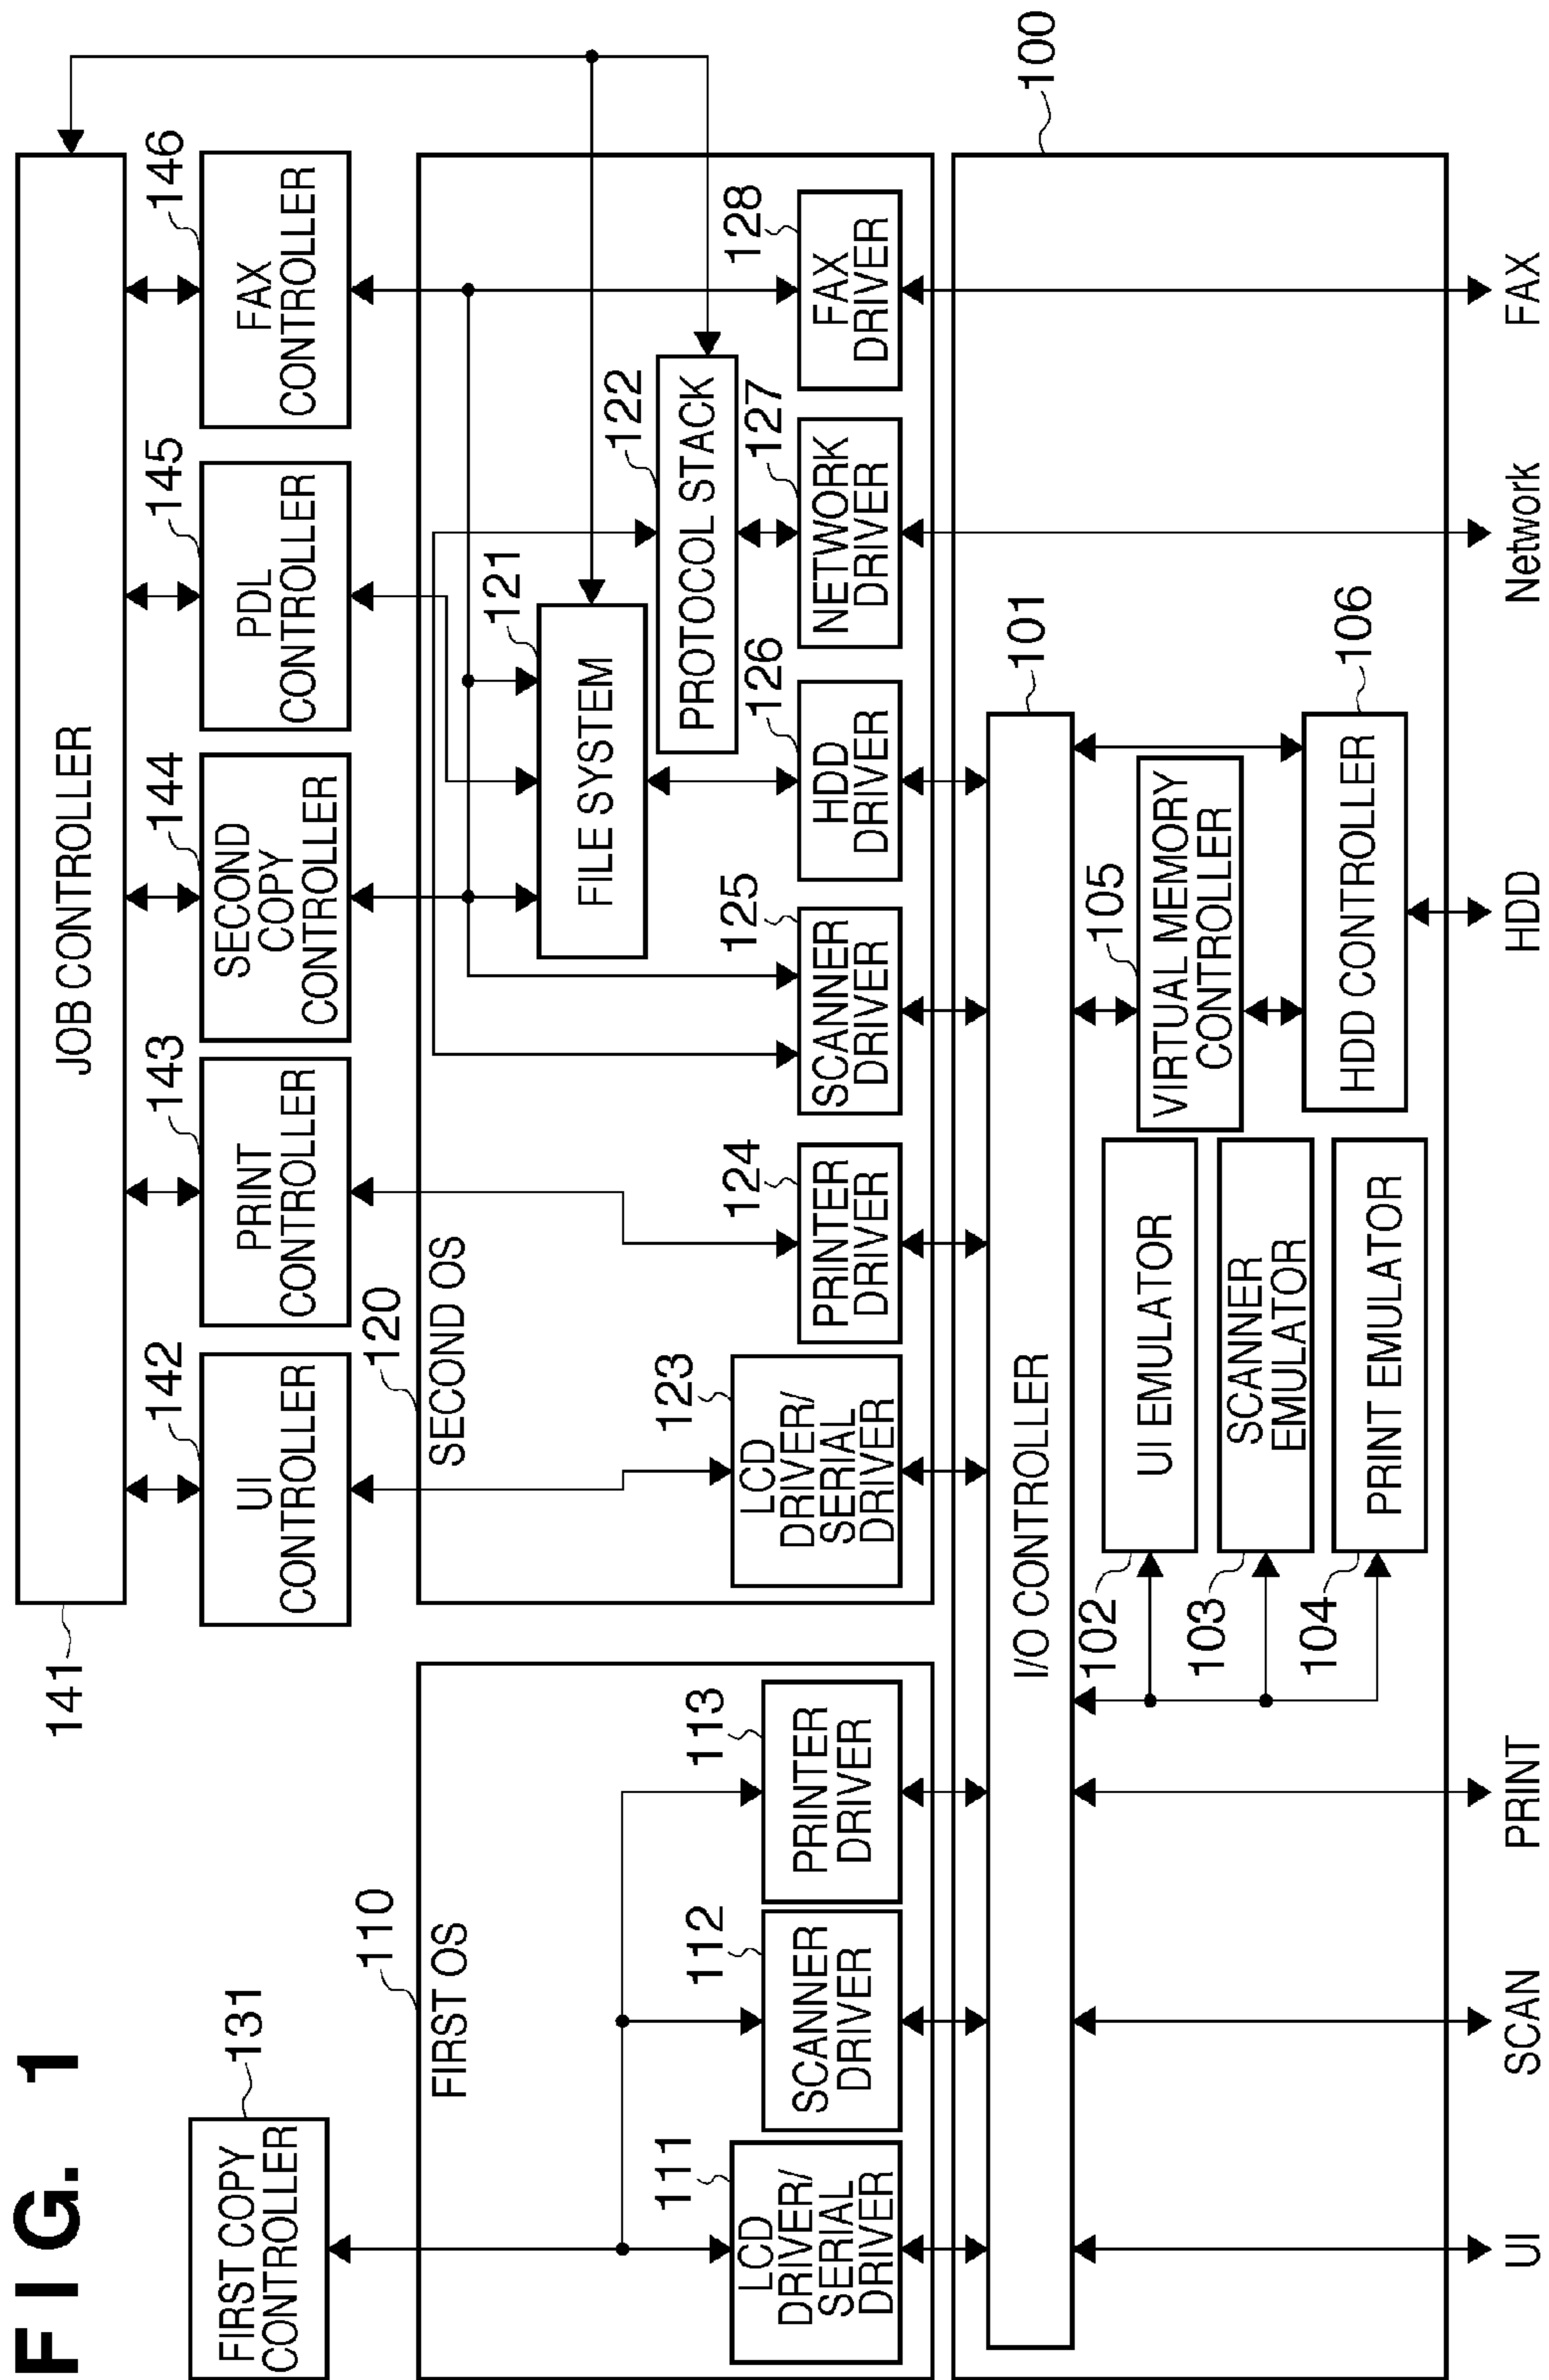 FIG. 1
JOB CONTROLLER
141
FIRST COPY
CONTROLLER
131
UI
CONTROLLER
142
PRINT
CONTROLLER
143
SECOND
COPY
CONTROLLER
144
PDL
CONTROLLER
145
FAX
CONTROLLER
146
FIRST OS
110
SECOND OS
120
FILE SYSTEM
121
PROTOCOL STACK
122
LCD
DRIVER/
SERIAL
DRIVER
111
SCANNER
DRIVER
112
PRINTER
DRIVER
113
LCD
DRIVER/
SERIAL
DRIVER
123
PRINTER
DRIVER
124
SCANNER
DRIVER
125
HDD
DRIVER
126
NETWORK
DRIVER
127
FAX
DRIVER
128
100
I/O CONTROLLER
101
UI EMULATOR
102
SCANNER
EMULATOR
103
PRINT EMULATOR
104
VIRTUAL MEMORY
CONTROLLER
105
HDD CONTROLLER
106
UI
SCAN
PRINT
HDD
Network
FAX